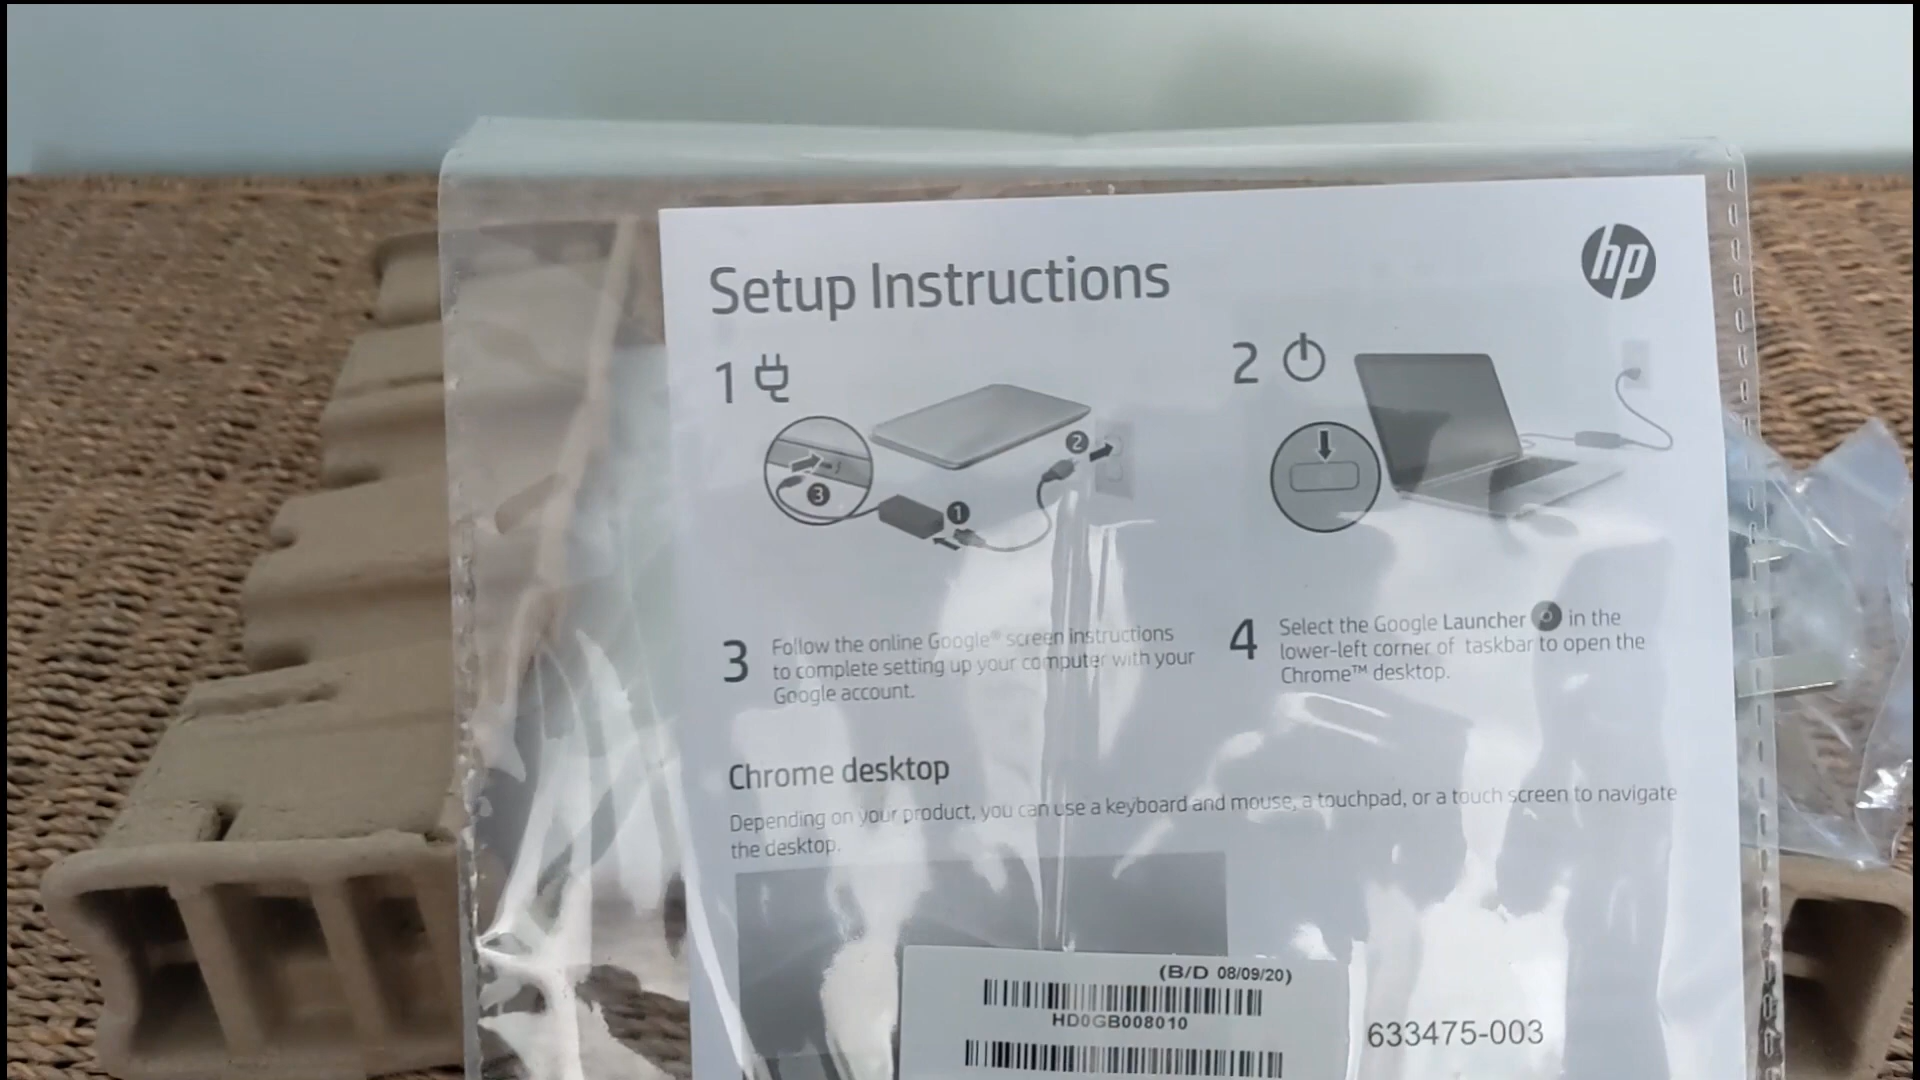 hp
Setup Instructions
1
2
3
2
1
3 Follow the online Google® screen instructions
to complete setting up your computer with your
Google account.
4 Select the Google Launcher in the
lower-left corner of taskbar to open the
Chrome™ desktop.
Chrome desktop
Depending on your product, you can use a keyboard and mouse, a touchpad, or a touch screen to navigate
the desktop.
(B/D 08/09/20)
HD0GB008010
633475-003